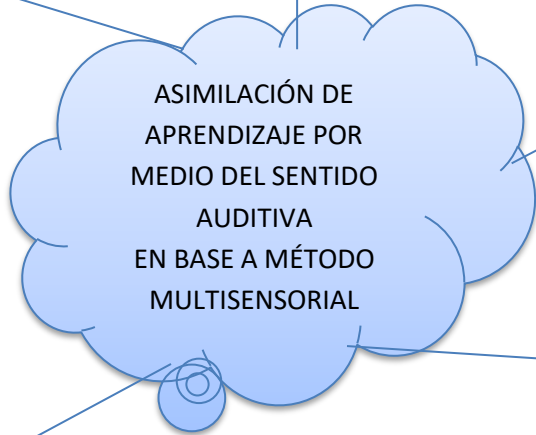 ASIMILACIÓN DE
APRENDIZAJE POR
MEDIO DEL SENTIDO
AUDITIVA
EN BASE A MÉTODO
MULTISENSORIAL